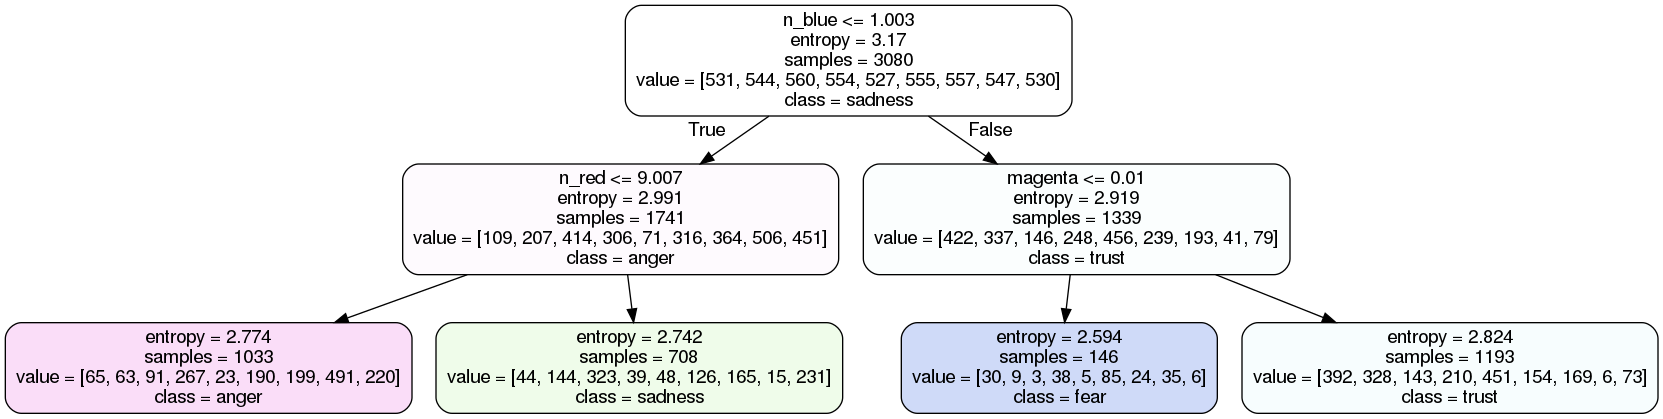 n_blue <= 1.003
entropy = 3.17
samples = 3080
value = [531, 544, 560, 554, 527, 555, 557, 547, 530]
class = sadness
True
False
n_red <= 9.007
entropy = 2.991
samples = 1741
value = [109, 207, 414, 306, 71, 316, 364, 506, 451]
class = anger
magenta <= 0.01
entropy = 2.919
samples = 1339
value = [422, 337, 146, 248, 456, 239, 193, 41, 79]
class = trust
entropy = 2.774
samples = 1033
value = [65, 63, 91, 267, 23, 190, 199, 491, 220]
class = anger
entropy = 2.742
samples = 708
value = [44, 144, 323, 39, 48, 126, 165, 15, 231]
class = sadness
entropy = 2.594
samples = 146
value = [30, 9, 3, 38, 5, 85, 24, 35, 6]
class = fear
entropy = 2.824
samples = 1193
value = [392, 328, 143, 210, 451, 154, 169, 6, 73]
class = trust